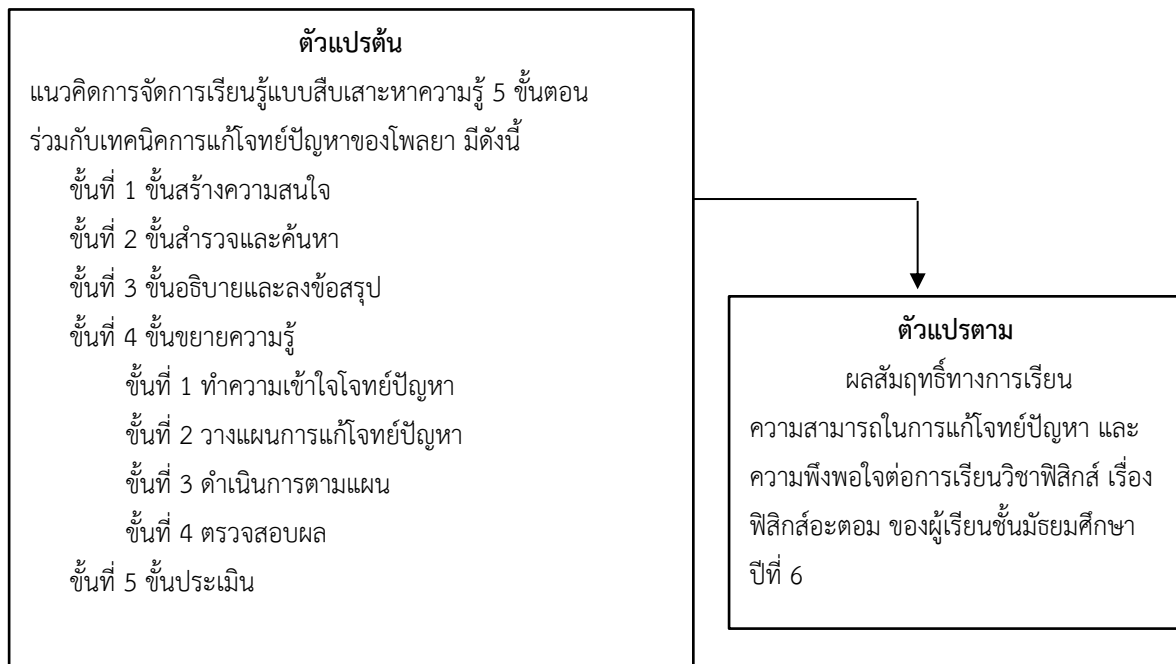 ตัวแปรต้น
แนวคิดการจัดการเรียนรู้แบบสืบเสาะหาความรู้ 5 ขั้นตอน
ร่วมกับเทคนิคการแก้โจทย์ปัญหาของโพลยา มีดังนี้
ขั้นที่ 1 ขั้นสร้างความสนใจ
ขั้นที่ 2 ขั้นสำรวจและค้นหา
ขั้นที่ 3 ขั้นอธิบายและลงข้อสรุป
ขั้นที่ 4 ขั้นขยายความรู้
ขั้นที่ 1 ทำความเข้าใจโจทย์ปัญหา
ขั้นที่ 2 วางแผนการแก้โจทย์ปัญหา
ขั้นที่ 3 ดำเนินการตามแผน
ขั้นที่ 4 ตรวจสอบผล
ขั้นที่ 5 ขั้นประเมิน
ตัวแปรตาม
ผลสัมฤทธิ์ทางการเรียน
ความสามารถในการแก้โจทย์ปัญหา และ
ความพึงพอใจต่อการเรียนวิชาฟิสิกส์ เรื่อง
ฟิสิกส์อะตอม ของผู้เรียนชั้นมัธยมศึกษา
ปีที่ 6